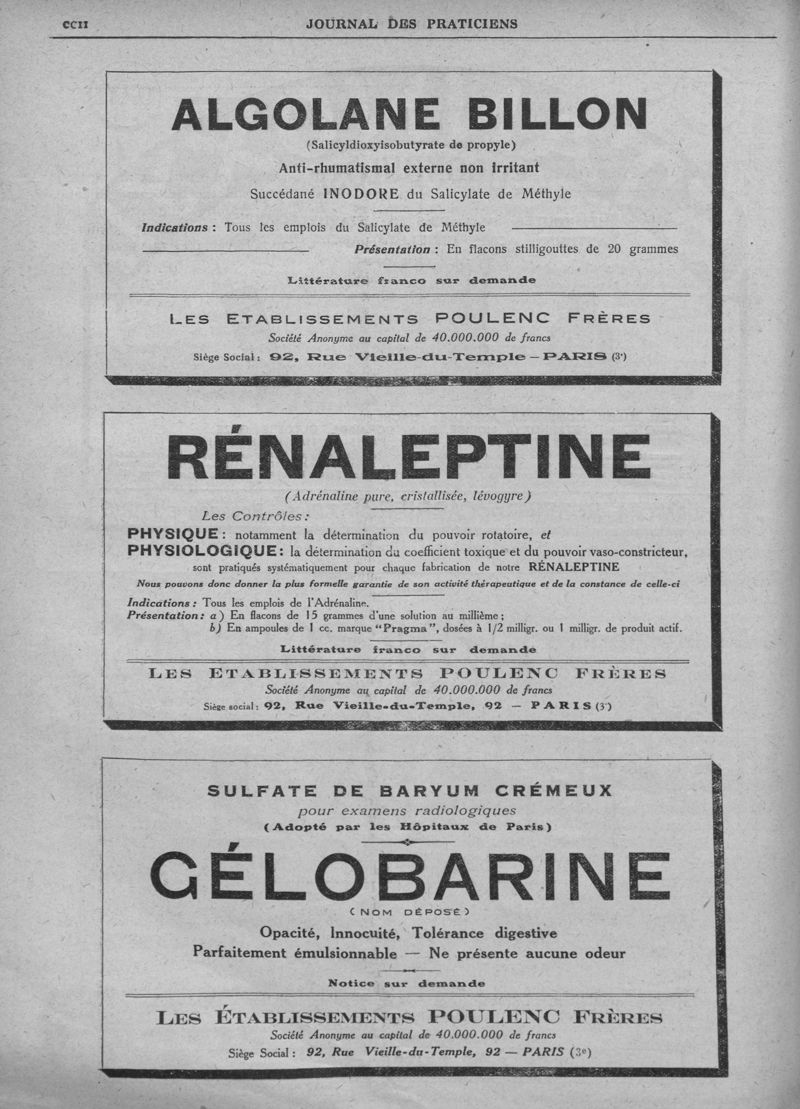 CCII
JOURNAL DES PRATICIENS
ALGOLANE BILLON
(Salicyldioxyisobutyrate de propyle)
Anti-rhumatismal externe non irritant
Succédané INODORE du Salicylate de Méthyle
Indications : Tous les emplois du Salicylate de Méthyle
Présentation : En flacons stilligouttes de 20 grammes
Littérature franco sur demande
LES ETABLISSEMENTS POULENC FRÈRES
Société Anonyme au capital de 40.000.000 de francs
Siège Social : 92, Rue Vieille-du-Temple – PARIS (3e)
RÉNALEPTINE
(Adrénaline pure, cristallisée, lévogyre)
Les Contrôles :
PHYSIQUE : notamment la détermination du pouvoir rotatoire, et
PHYSIOLOGIQUE : la détermination du coefficient toxique et du pouvoir vaso-constricteur,
sont pratiqués systématiquement pour chaque fabrication de notre RÉNALEPTINE
Nous pouvons donc donner la plus formelle garantie de son activité thérapeutique et de la constance de celle-ci
Indications : Tous les emplois de l'Adrénaline.
Présentation : a) En flacons de 15 grammes d'une solution au millième ;
b) En ampoules de 1 cc. marque "Pragma", dosées à 1/2 milligr. ou 1 milligr. de produit actif.
Littérature franco sur demande
LES ETABLISSEMENTS POULENC FRÈRES
Société Anonyme au capital de 40.000.000 de francs
Siège social : 92, Rue Vieille-du-Temple, 92 — PARIS (3e)
SULFATE DE BARYUM CRÉMEUX
pour examens radiologiques
(Adopté par les Hôpitaux de Paris)
GÉLOBARINE
(NOM DÉPOSÉ)
Opacité, Innocuité, Tolérance digestive
Parfaitement émulsionnable — Ne présente aucune odeur
Notice sur demande
LES ÉTABLISSEMENTS POULENC FRÈRES
Société Anonyme au capital de 40.000.000 de francs
Siège Social : 92, Rue Vieille-du-Temple, 92 — PARIS (3e)